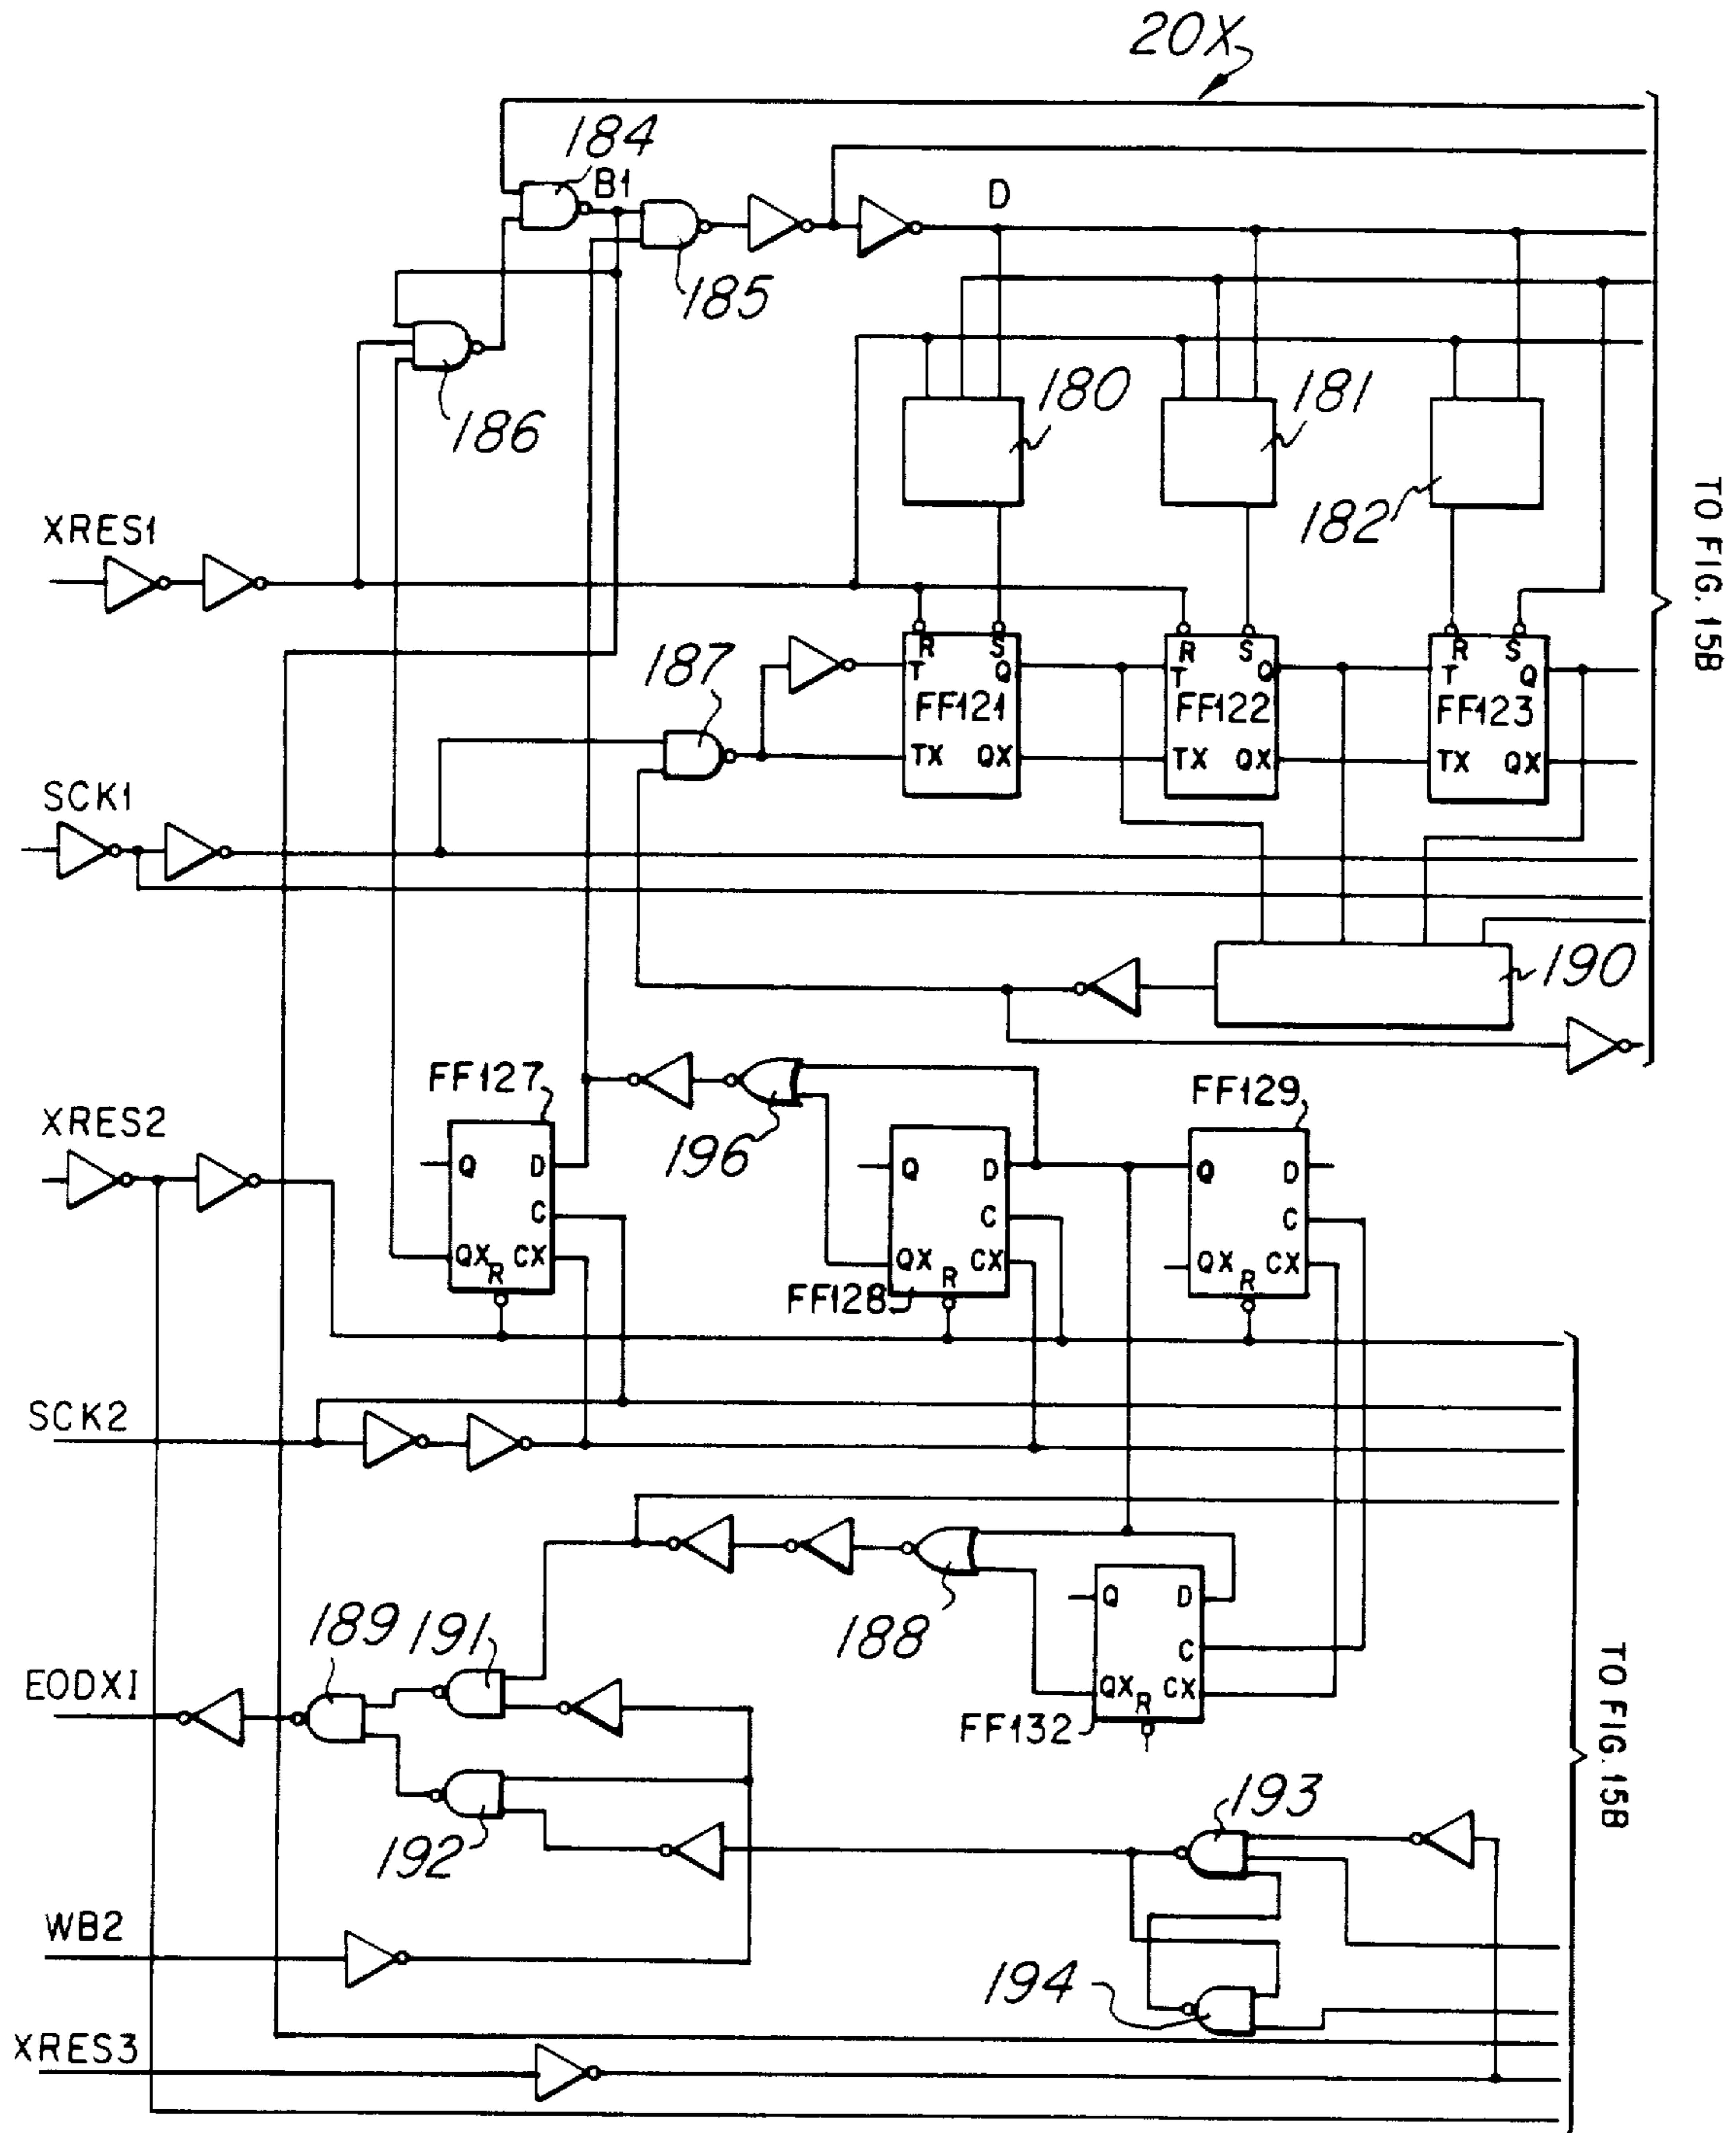 20X
184
B1
D
185
186
180
181
182
XRES1
TO FIG. 15B
R S
T Q
FF121
TX QX
R S
T Q
FF122
TX QX
R S
T Q
FF123
TX QX
187
SCK1
190
FF127
196
FF129
XRES2
Q D
C
QX R CX
Q D
C
QX R CX
FF128
Q D
C
QX R CX
SCK2
188
Q D
C
QX R CX
FF132
189
191
EODXI
192
193
TO FIG. 15B
WB2
194
XRES3